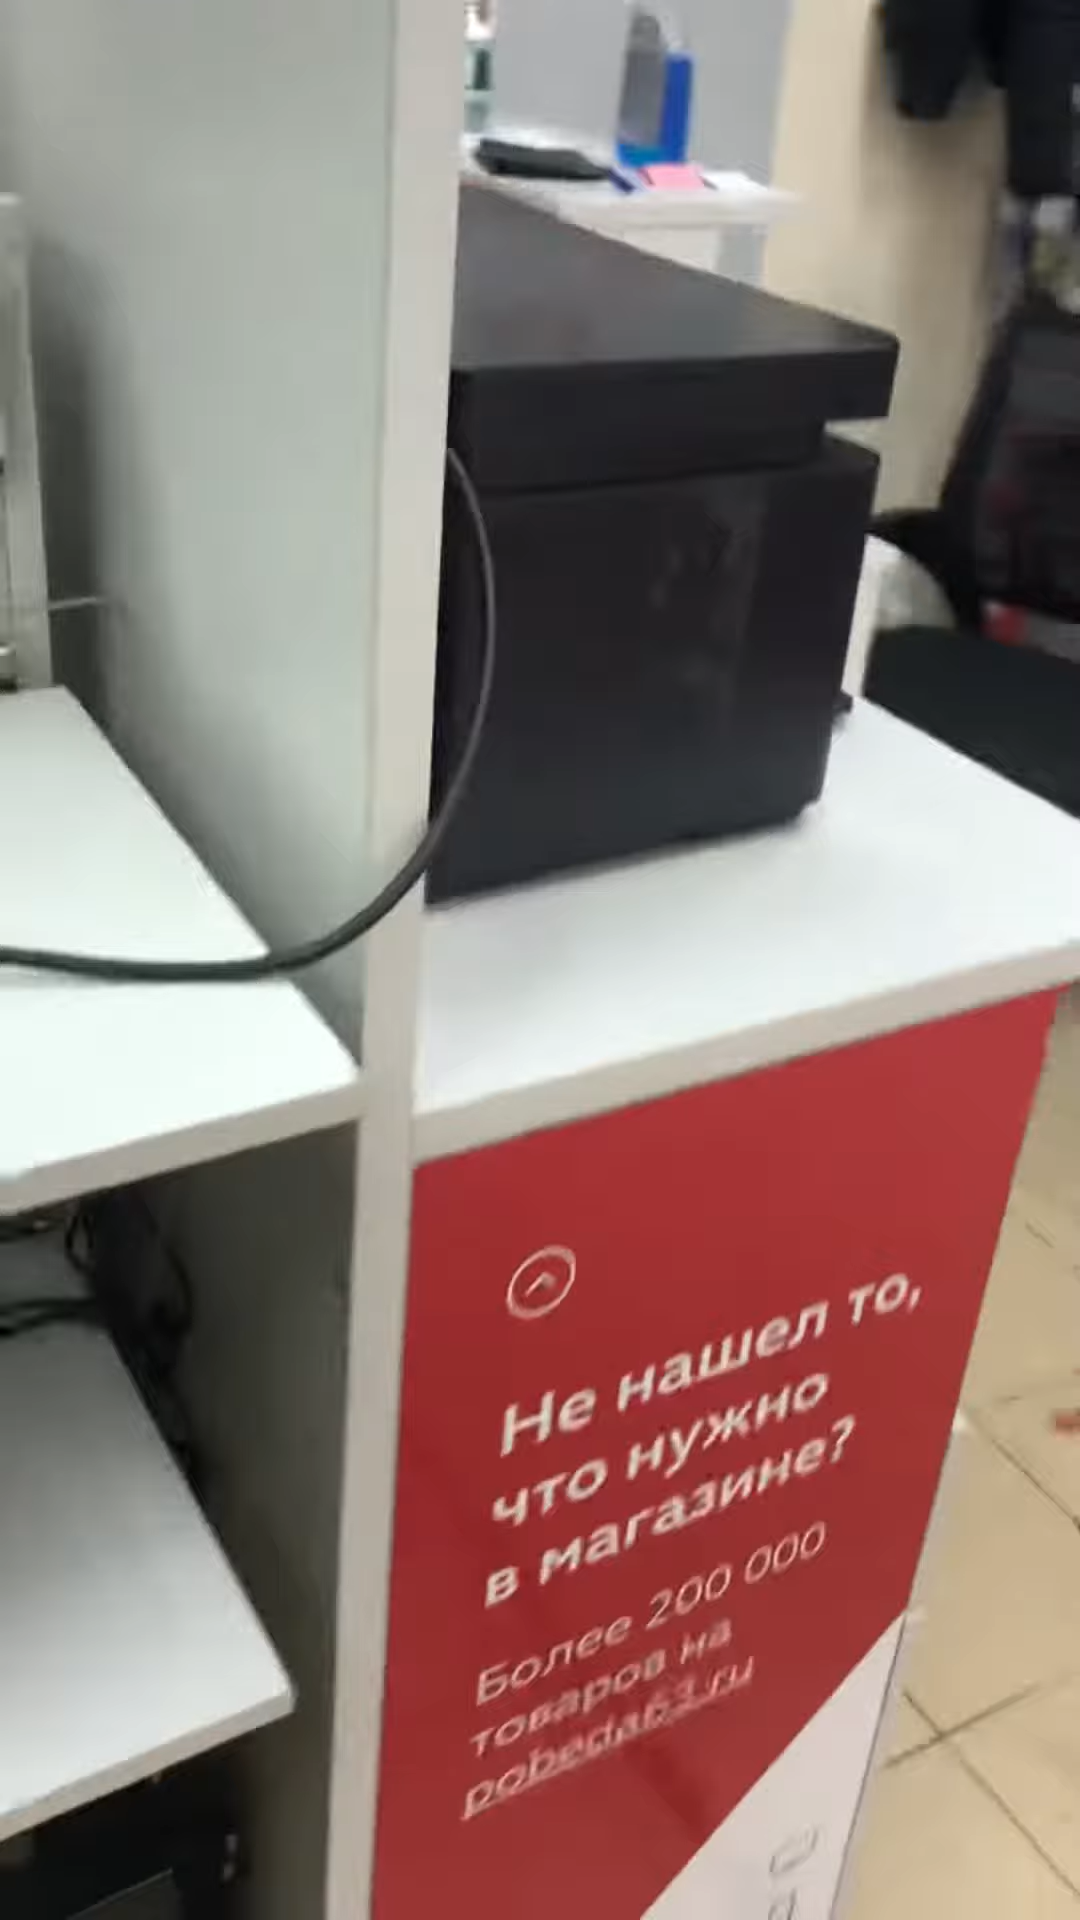 Не нашел то,
что нужно
в магазине?
Более 200 000
товаров на
pobeda63.ru